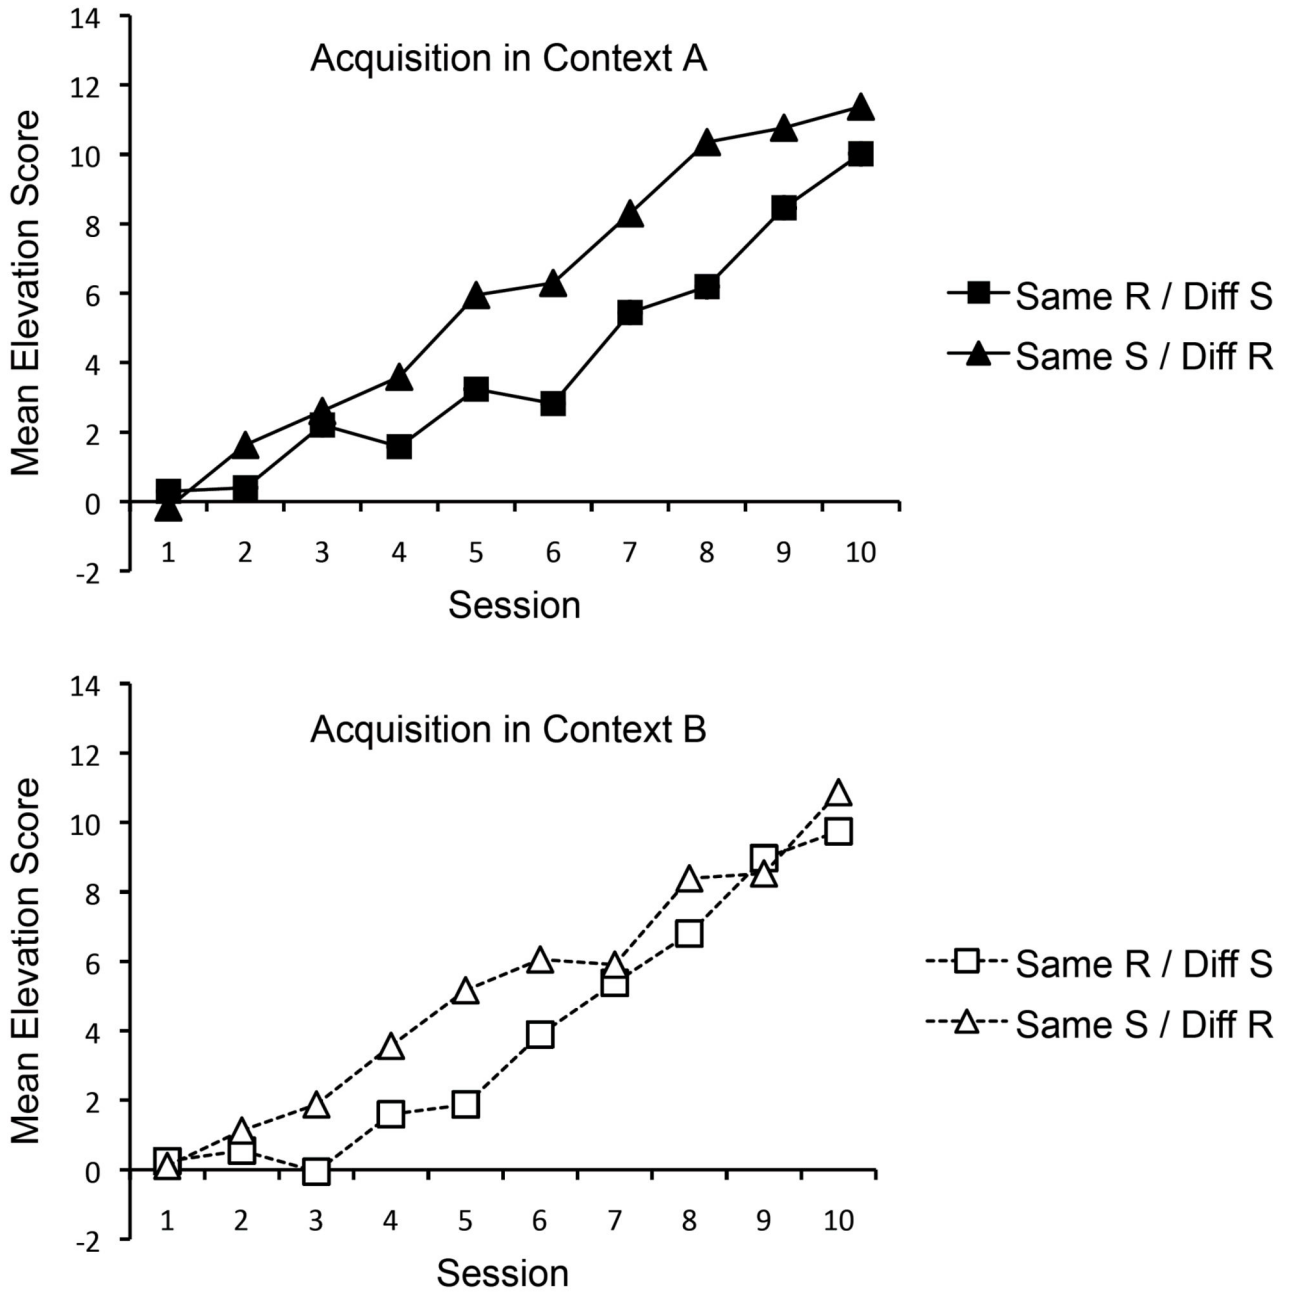 Acquisition in Context A
Mean Elevation Score
14
12
10
8
6
4
2
0
-2
1 2 3 4 5 6 7 8 9 10
Session
Same R / Diff S
Same S / Diff R
Acquisition in Context B
Mean Elevation Score
14
12
10
8
6
4
2
0
-2
1 2 3 4 5 6 7 8 9 10
Session
Same R / Diff S
Same S / Diff R